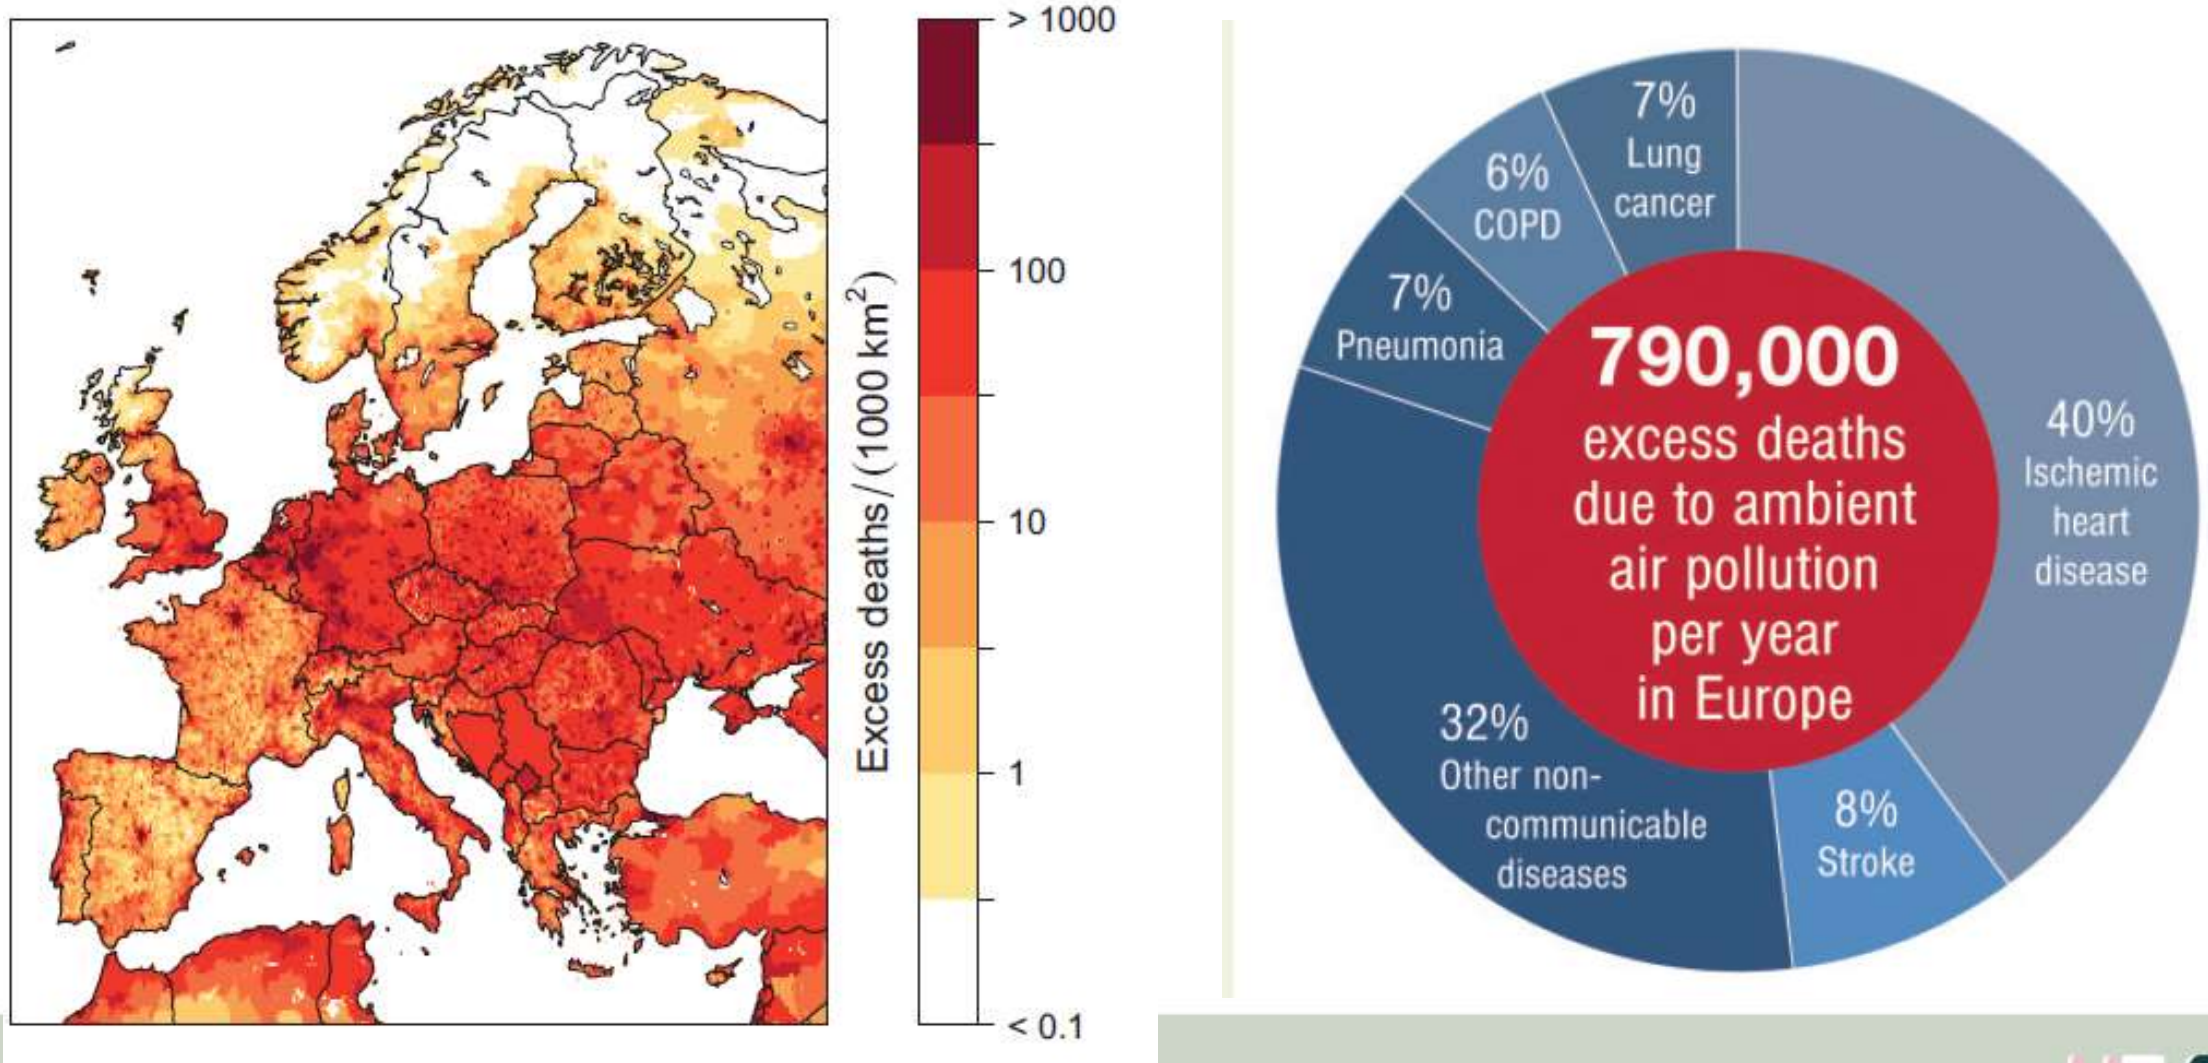 > 1000
100
10
1
< 0.1
Excess deaths/(1000 km²)
7%
Lung
cancer
6%
COPD
7%
Pneumonia
40%
Ischemic
heart
disease
790,000
excess deaths
due to ambient
air pollution
per year
in Europe
32%
Other non-
communicable
diseases
8%
Stroke